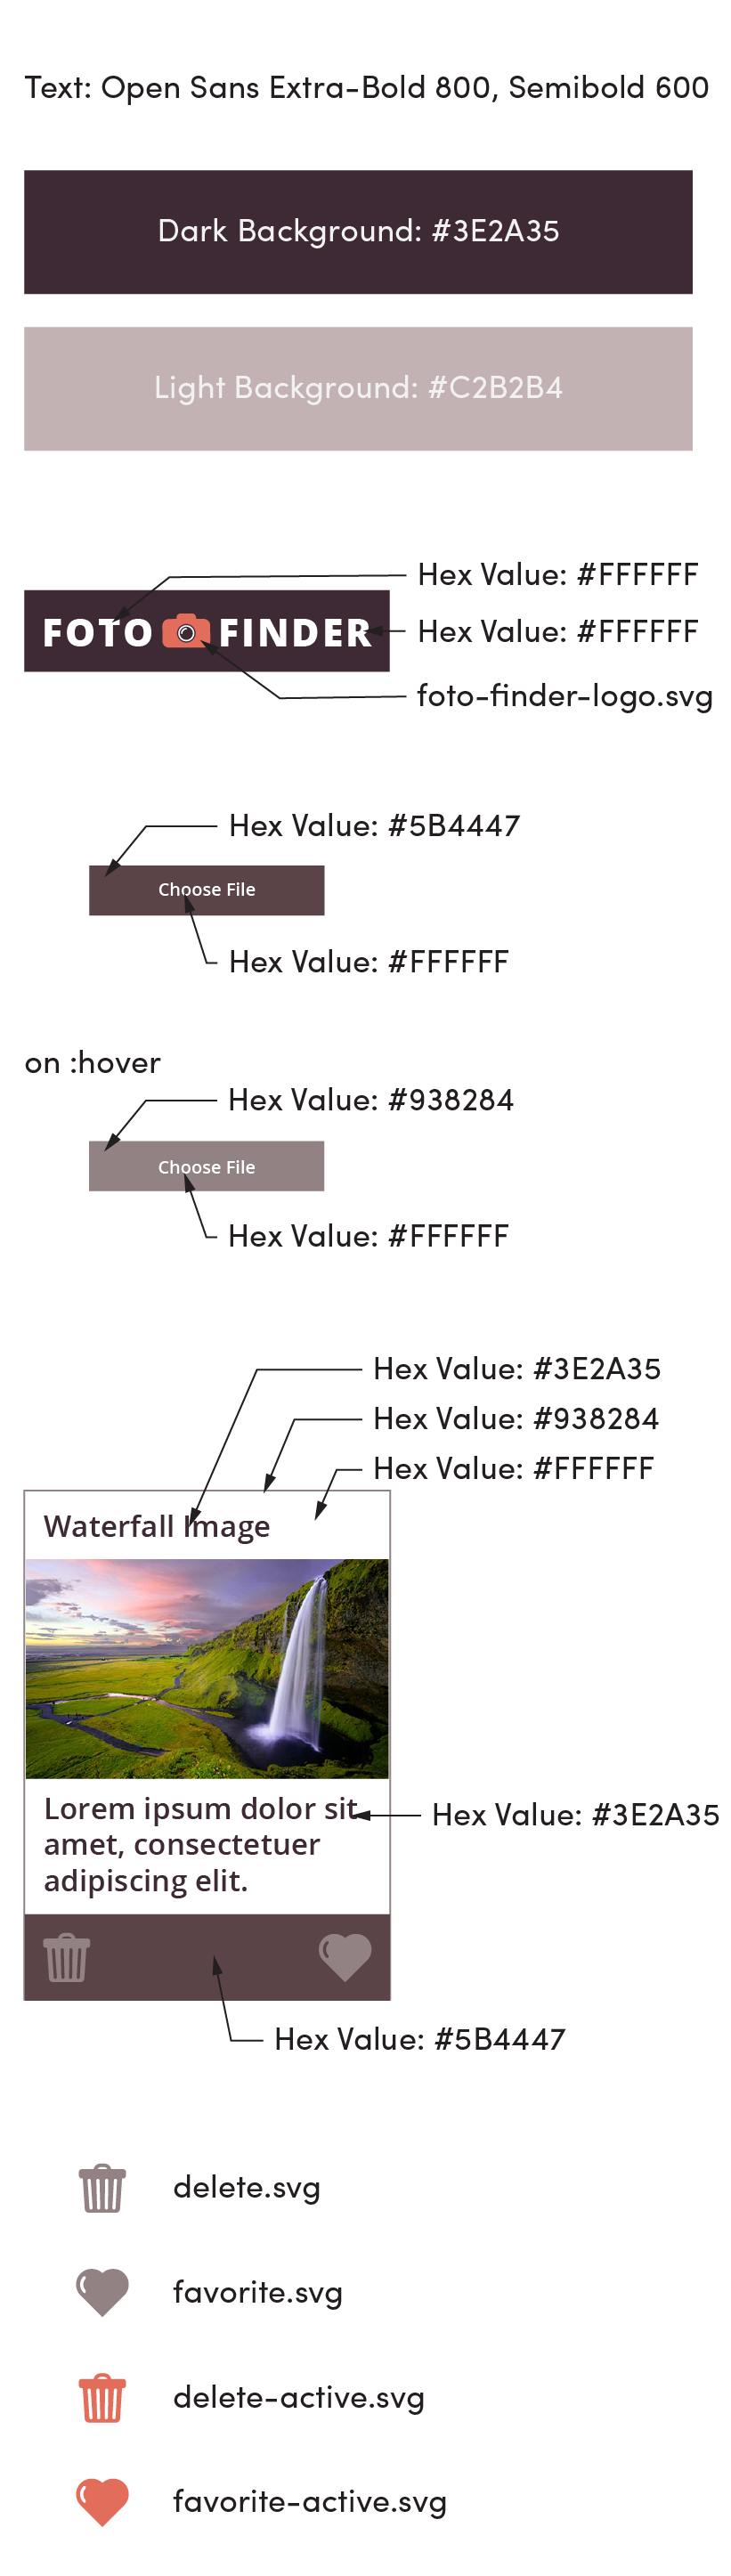 Text: Open Sans Extra-Bold 800, Semibold 600
Dark Background: #3E2A35
Light Background: #C2B2B4
Hex Value: #FFFFFF
FOTO FINDER
Hex Value: #FFFFFF
foto-finder-logo.svg
Hex Value: #5B4447
Choose File
Hex Value: #FFFFFF
on :hover
Hex Value: #938284
Choose File
Hex Value: #FFFFFF
Hex Value: #3E2A35
Hex Value: #938284
Hex Value: #FFFFFF
Waterfall Image
Lorem ipsum dolor sit
amet, consectetuer
adipiscing elit.
Hex Value: #3E2A35
Hex Value: #5B4447
delete.svg
favorite.svg
delete-active.svg
favorite-active.svg